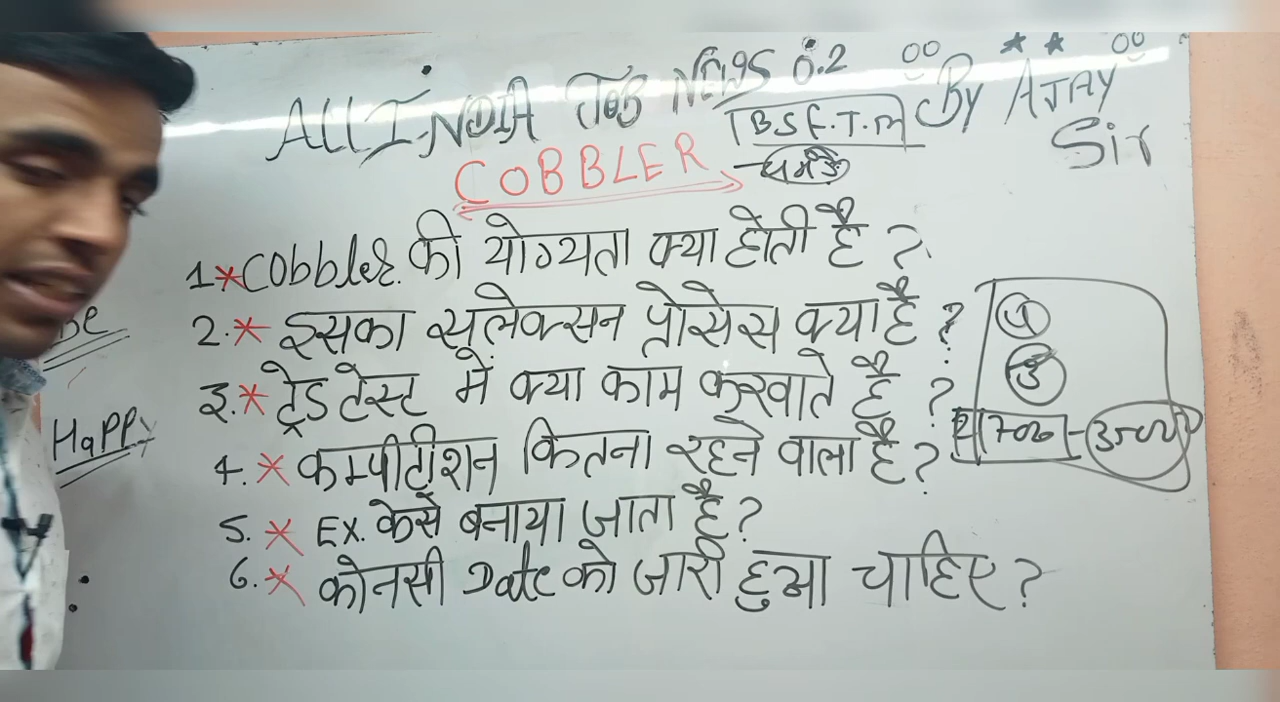 All INDIA JOB NEWS 0.2 By AJAY Sir
BSF.T.M
COBBLER
1* Cobbler. की योग्यता क्या होती है ?
2.* इसका सलेक्सन प्रोसेस क्या है ?
3.* ट्रेड टेस्ट में क्या काम करवाते है ?
4. * कम्पीटीशन कितना रहने वाला है ?
5. * EX. केसे बनाया जाता है ?
6. * कोनसी Date को जारी हुआ चाहिए ?
HaPPY